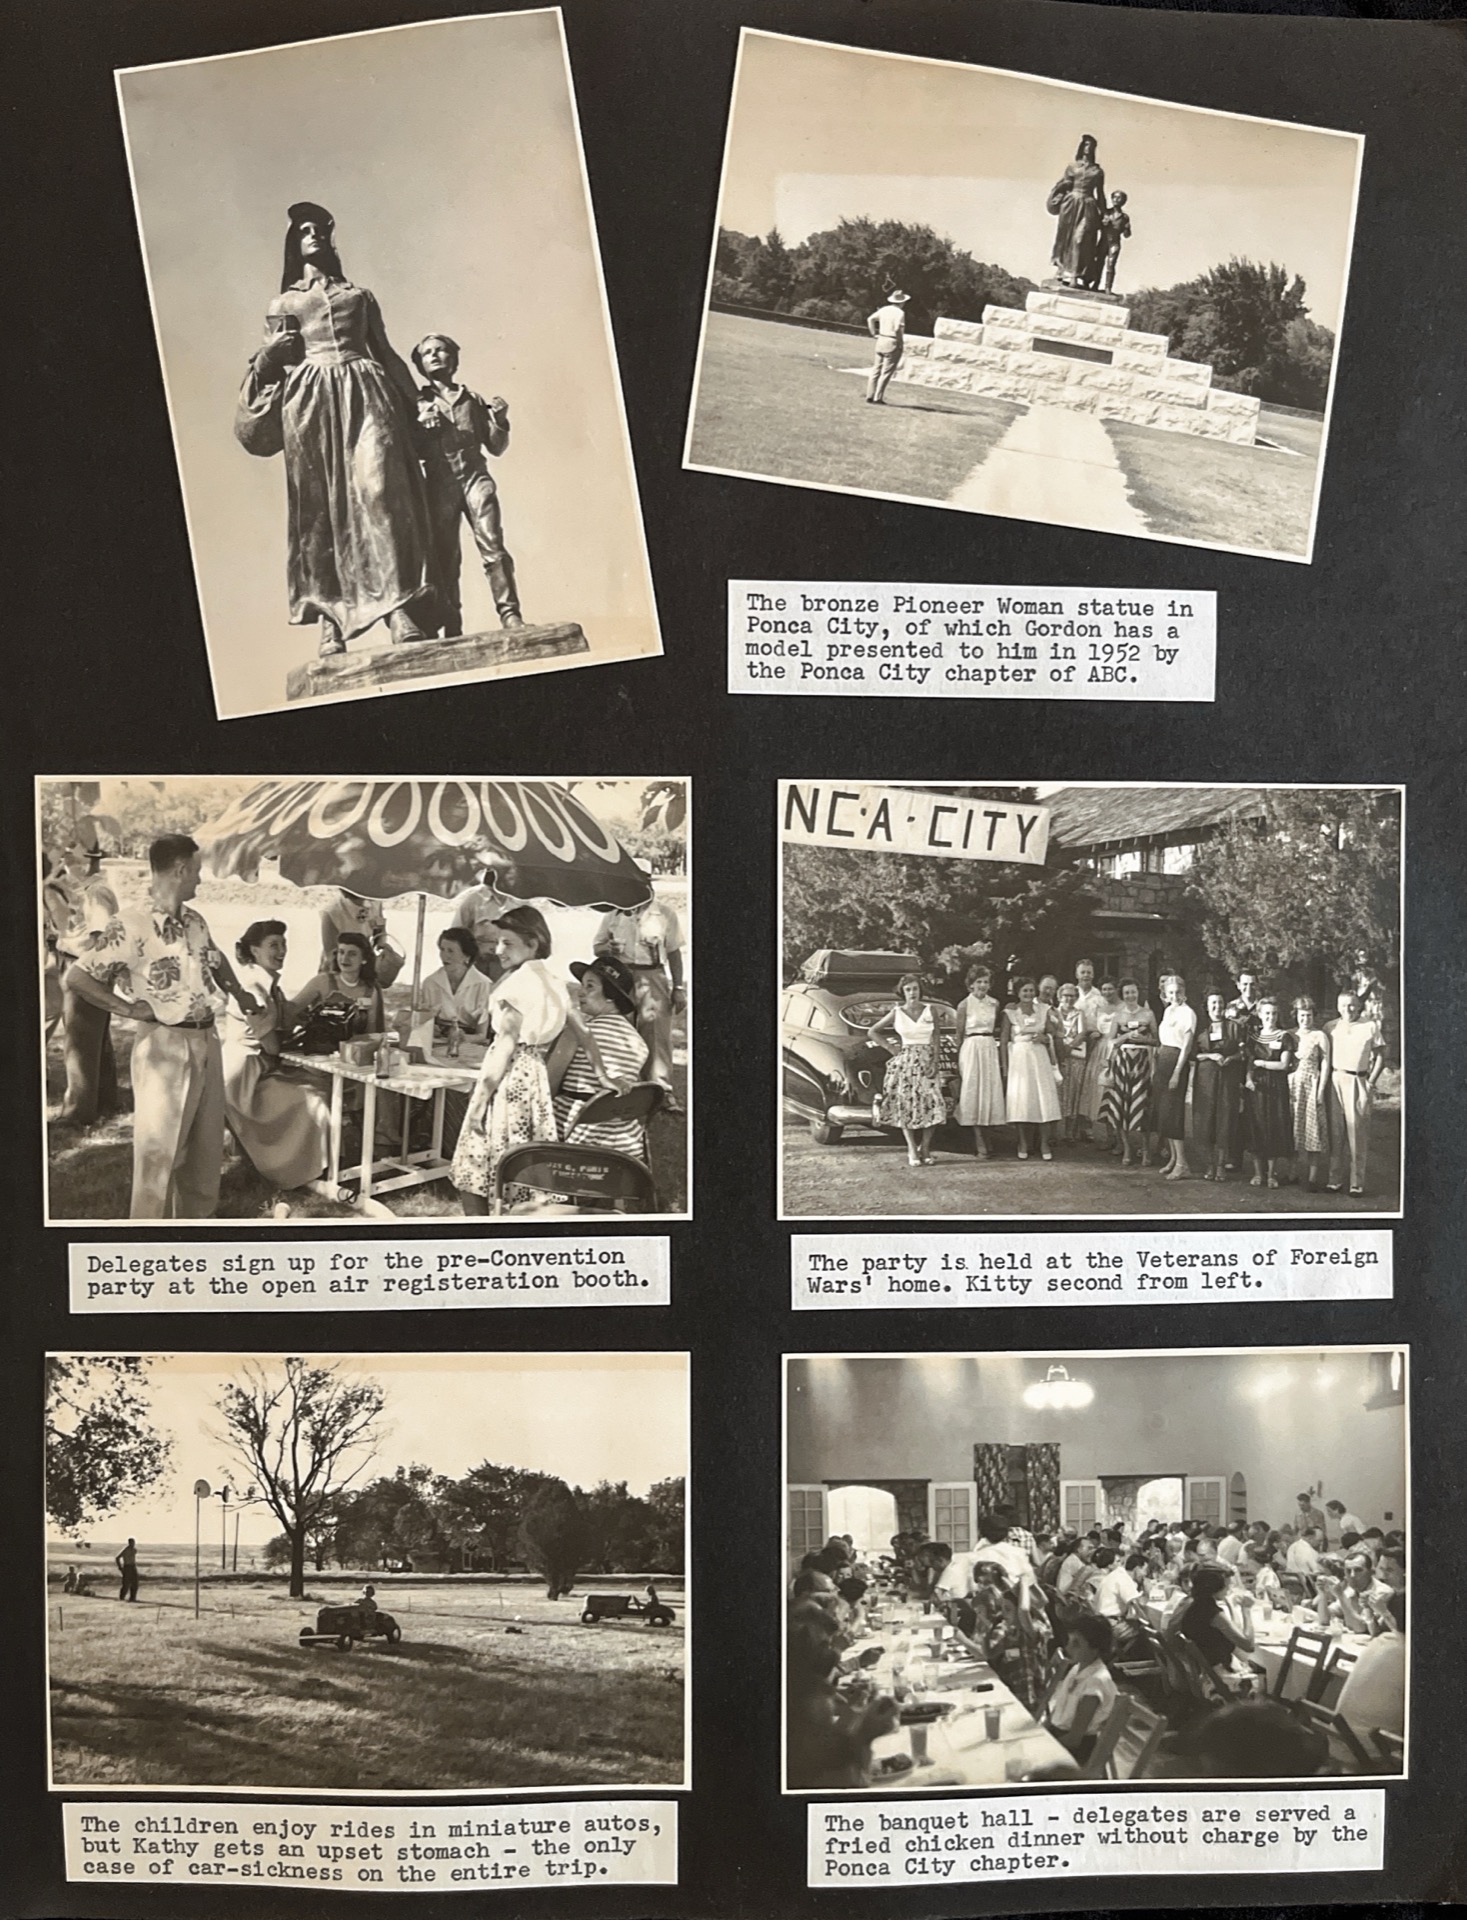 The bronze Pioneer Woman statue in
Ponca City, of which Gordon has a
model presented to him in 1952 by
the Ponca City chapter of ABC.
NC·A·CITY
Delegates sign up for the pre-Convention
party at the open air registeration booth.
The party is held at the Veterans of Foreign
Wars' home. Kitty second from left.
The children enjoy rides in miniature autos,
but Kathy gets an upset stomach - the only
case of car-sickness on the entire trip.
The banquet hall - delegates are served a
fried chicken dinner without charge by the
Ponca City chapter.